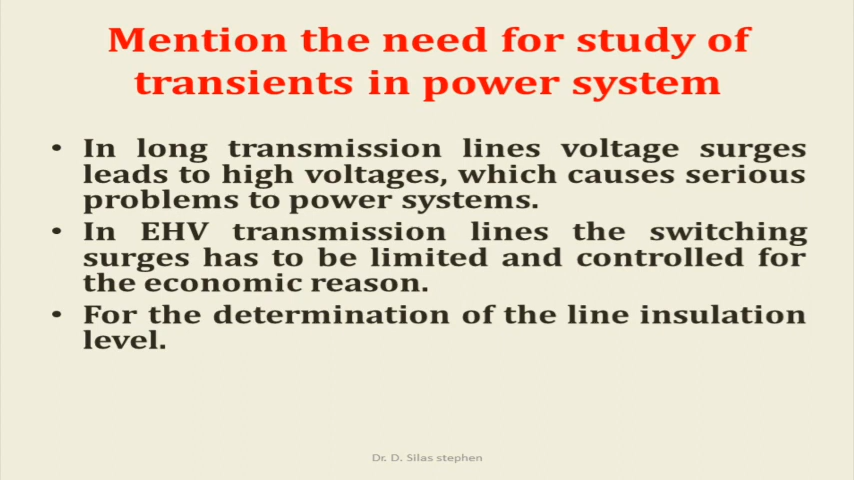 Mention the need for study of
transients in power system
• In long transmission lines voltage surges
leads to high voltages, which causes serious
problems to power systems.
• In EHV transmission lines the switching
surges has to be limited and controlled for
the economic reason.
• For the determination of the line insulation
level.
Dr. D. Silas stephen